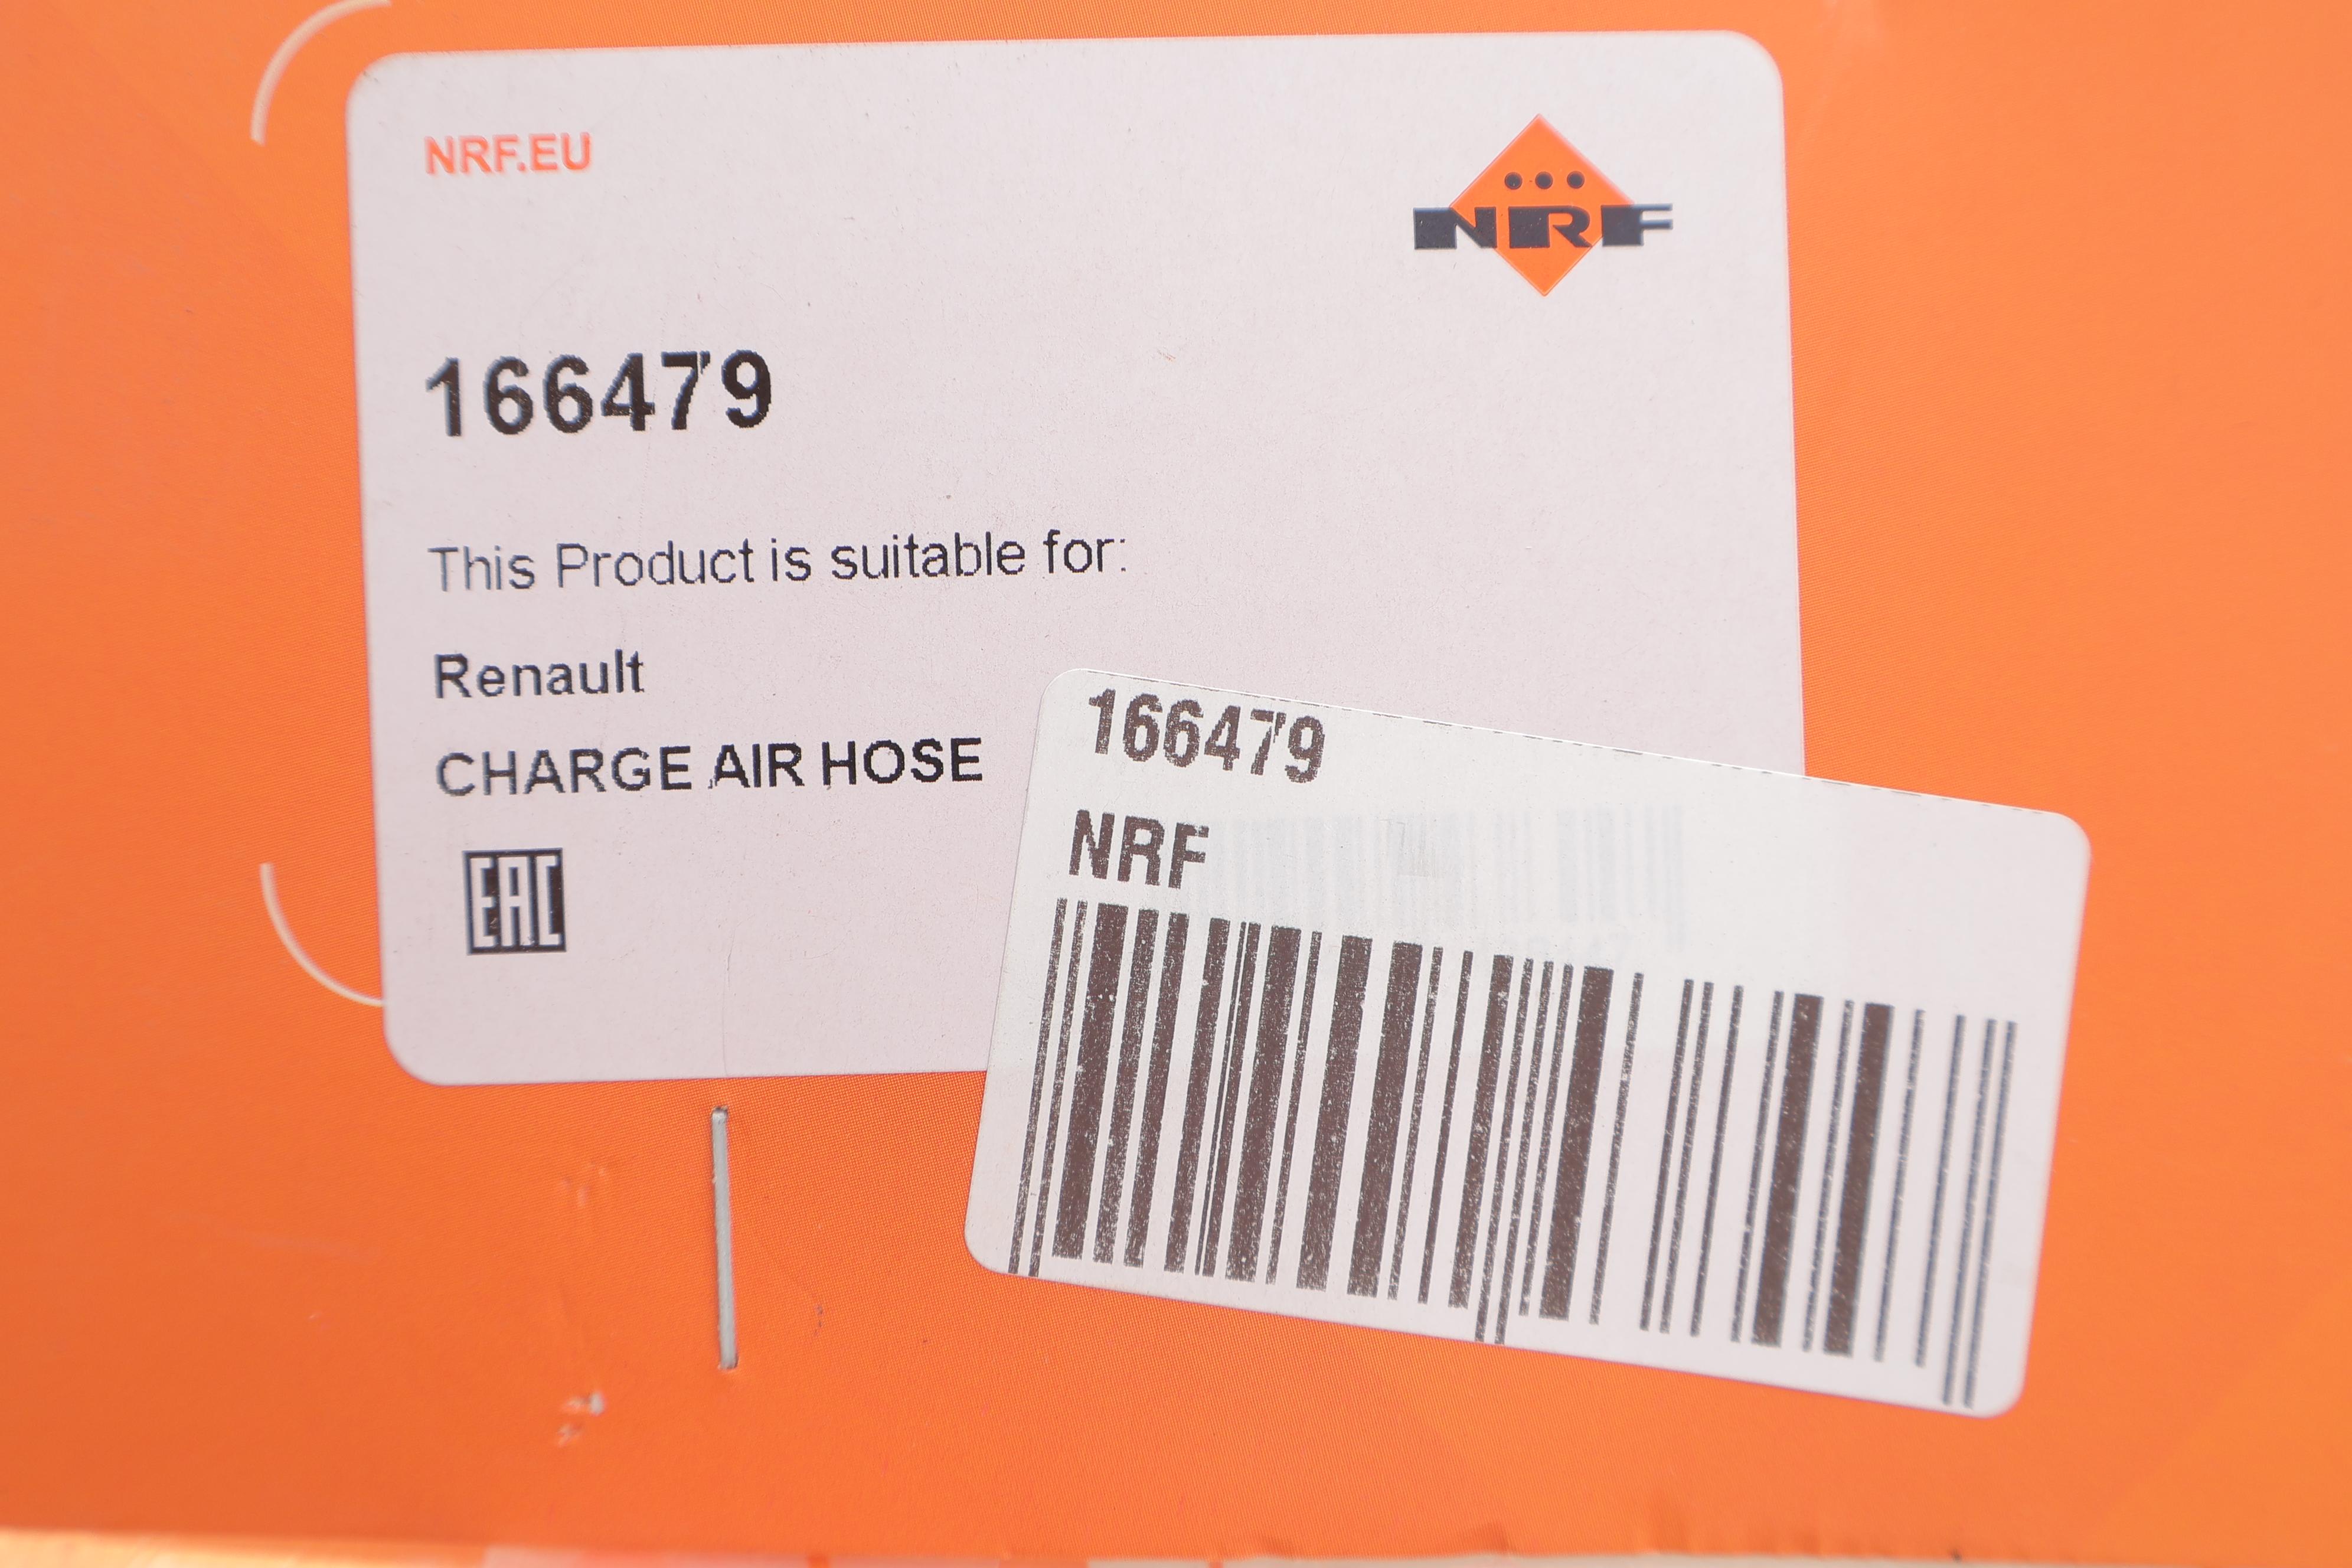 NRF.EU
NRF
166479
This Product is suitable for:
Renault
CHARGE AIR HOSE
EAC
166479
NRF